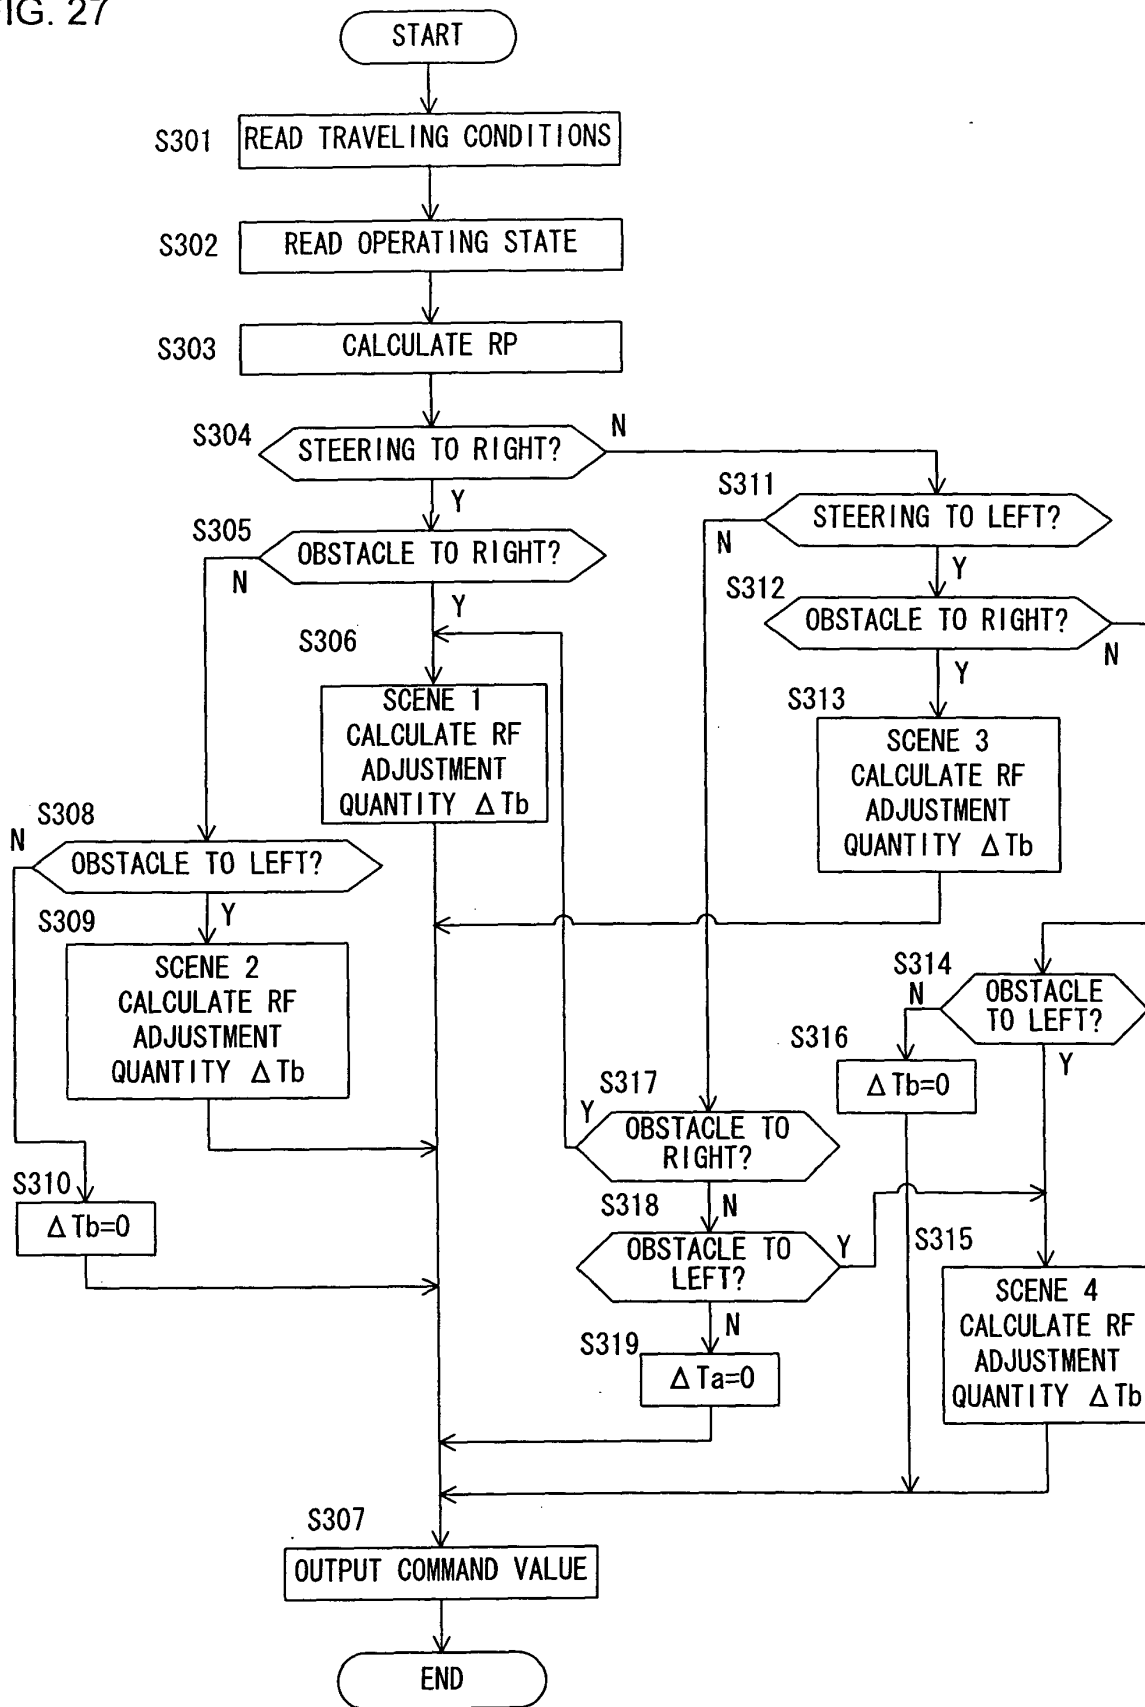 FIG. 27
START
S301
READ TRAVELING CONDITIONS
S302
READ OPERATING STATE
S303
CALCULATE RP
S304
STEERING TO RIGHT?
N
Y
S305
OBSTACLE TO RIGHT?
N
Y
S306
SCENE 1
CALCULATE RF
ADJUSTMENT
QUANTITY ΔTb
S308
N
OBSTACLE TO LEFT?
Y
S309
SCENE 2
CALCULATE RF
ADJUSTMENT
QUANTITY ΔTb
S310
ΔTb=0
S311
STEERING TO LEFT?
N
Y
S312
OBSTACLE TO RIGHT?
N
Y
S313
SCENE 3
CALCULATE RF
ADJUSTMENT
QUANTITY ΔTb
S314
N
OBSTACLE
TO LEFT?
Y
S316
ΔTb=0
S317
Y
OBSTACLE TO
RIGHT?
N
S318
OBSTACLE TO
LEFT?
Y
N
S315
SCENE 4
CALCULATE RF
ADJUSTMENT
QUANTITY ΔTb
S319
ΔTa=0
S307
OUTPUT COMMAND VALUE
END